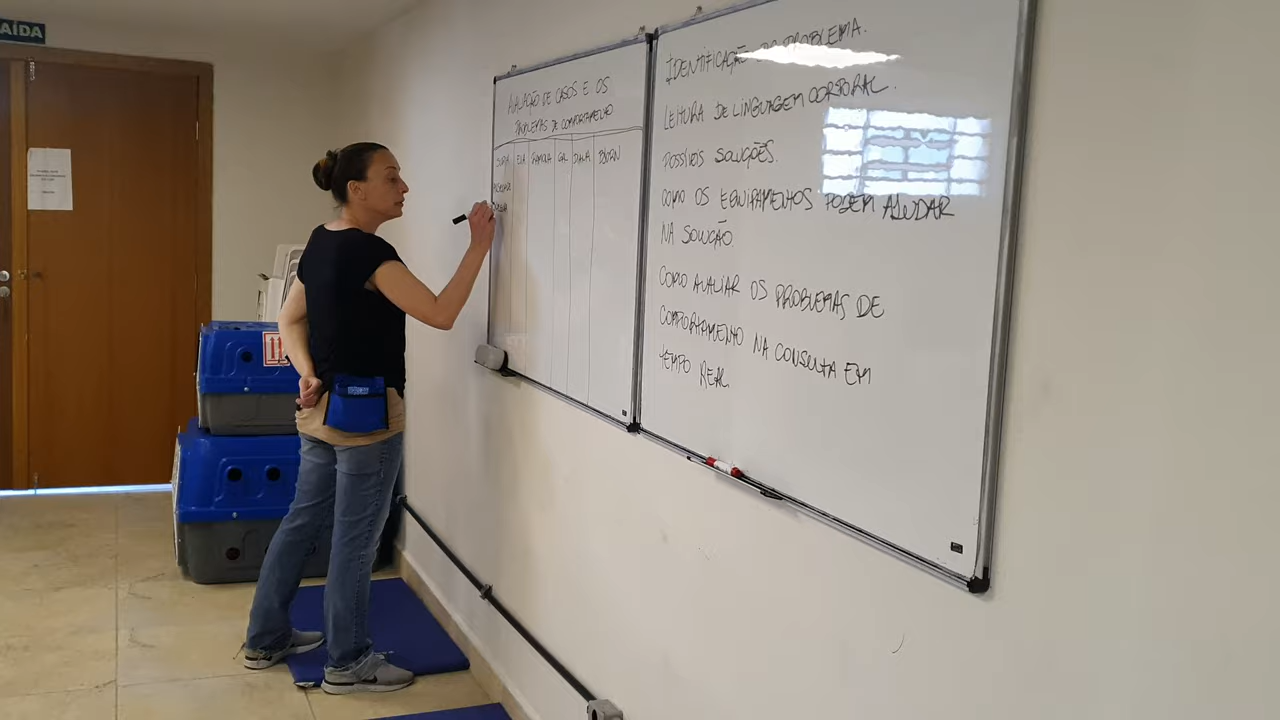 AÍDA
AVALIAÇÃO DE CASOS E OS
PROBLEMAS DE COMPORTAMENTO
IDENTIFICAÇÃO DO PROBLEMA.
LEITURA DE LINGUAGEM CORPORAL.
POSSÍVEIS SOLUÇÕES.
COMO OS EQUIPAMENTOS PODEM AJUDAR
NA SOLUÇÃO
COMO AVALIAR OS PROBLEMAS DE
COMPORTAMENTO NA CONSULTA EM
TEMPO REAL.